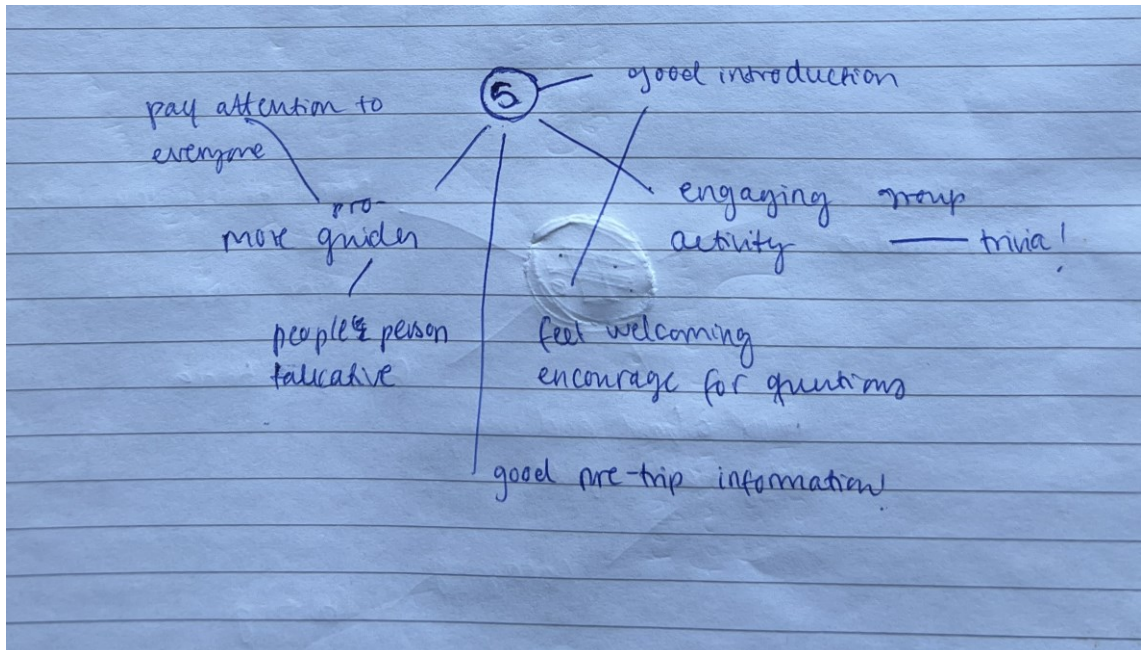 5
good introduction
pay attention to
everyone
engaging group
activity — trivia!
pro-
more guides
people's person
talkative
feel welcoming
encourage for questions
good pre-trip information